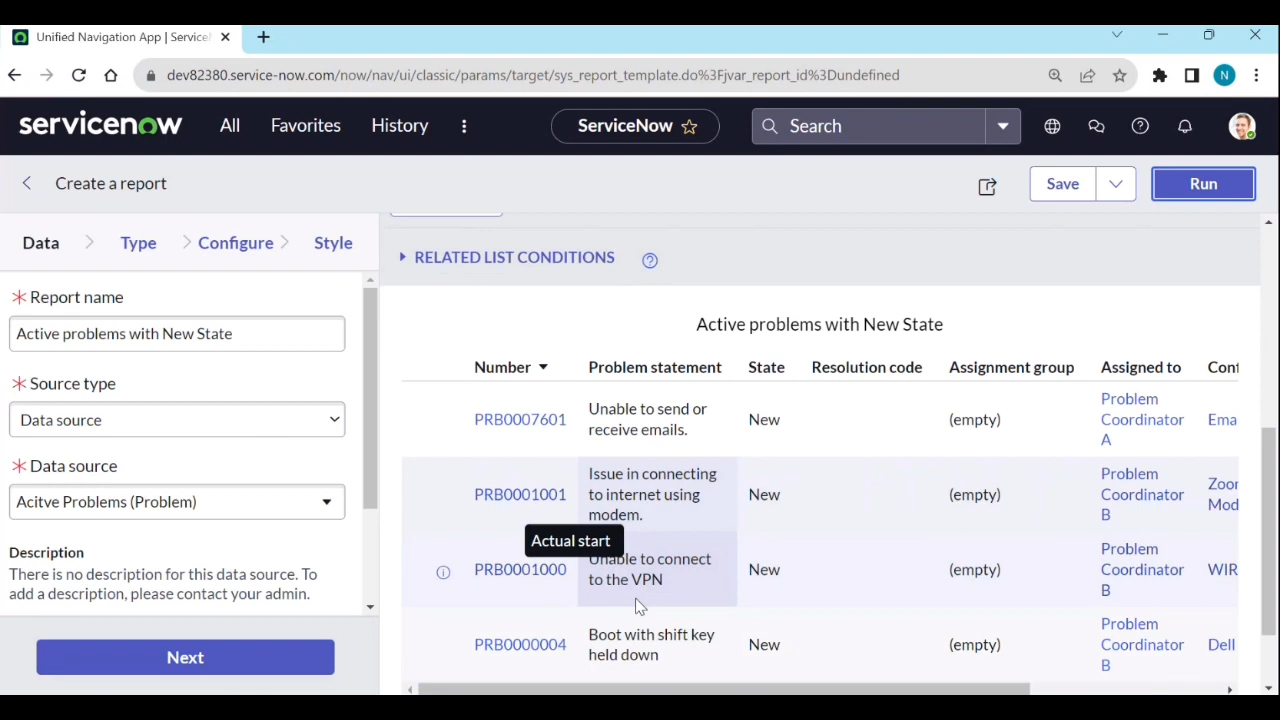 Unified Navigation App | Service
dev82380.service-now.com/now/nav/ui/classic/params/target/sys_report_template.do%3Fjvar_report_id%3Dundefined
N
servicenow All Favorites History ServiceNow Search
Create a report Save Run
Data Type Configure Style
RELATED LIST CONDITIONS
* Report name
Active problems with New State
* Source type
Data source
* Data source
Acitve Problems (Problem)
Description
There is no description for this data source. To
add a description, please contact your admin.
Next
Active problems with New State
Number Problem statement State Resolution code Assignment group Assigned to Conf
PRB0007601 Unable to send or receive emails. New (empty) Problem Coordinator A Ema
PRB0001001 Issue in connecting to internet using modem. New (empty) Problem Coordinator B Zoom Mod
Actual start
PRB0001000 Unable to connect to the VPN New (empty) Problem Coordinator B WIR
PRB0000004 Boot with shift key held down New (empty) Problem Coordinator B Dell